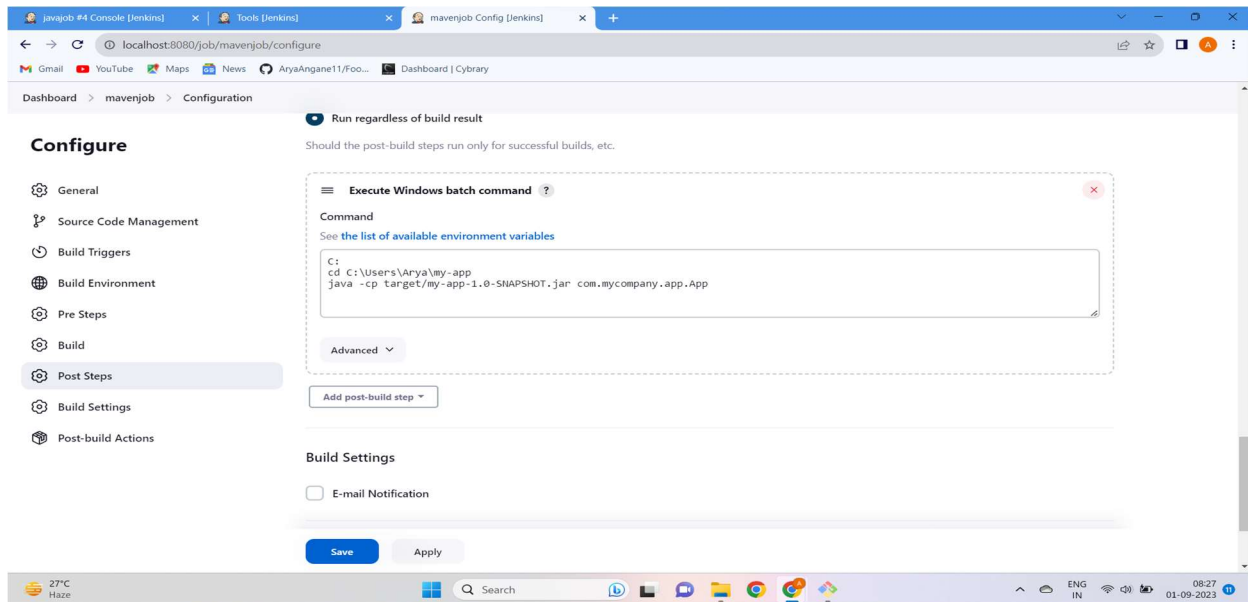 javajob #4 Console [Jenkins]
Tools [Jenkins]
mavenjob Config [Jenkins]
localhost:8080/job/mavenjob/configure
A
Gmail
YouTube
Maps
News
AryaAngane11/Foo...
Dashboard | Cybrary
Dashboard > mavenjob > Configuration
Configure
General
Source Code Management
Build Triggers
Build Environment
Pre Steps
Build
Post Steps
Build Settings
Post-build Actions
Run regardless of build result
Should the post-build steps run only for successful builds, etc.
Execute Windows batch command ?
Command
See the list of available environment variables
C:
cd C:\Users\Arya\my-app
java -cp target/my-app-1.0-SNAPSHOT.jar com.mycompany.app.App
Advanced
Add post-build step
Build Settings
E-mail Notification
Save
Apply
27°C
Haze
Search
ENG
IN
08:27
01-09-2023
11